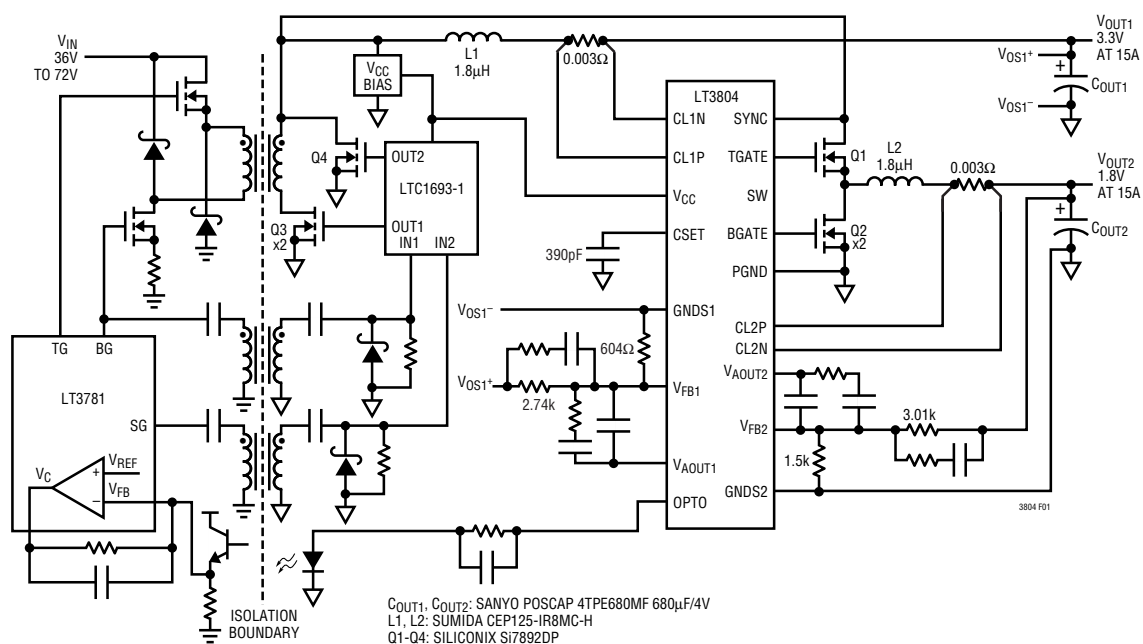 VIN
36V
TO 72V
L1
1.8µH
0.003Ω
VOUT1
3.3V
AT 15A
VOS1+
COUT1
VOS1−
VCC
BIAS
LT3804
CL1N
SYNC
CL1P
TGATE
VCC
SW
CSET
BGATE
PGND
GNDS1
CL2P
CL2N
VFB1
VAOUT2
VFB2
VAOUT1
GNDS2
OPTO
Q4
OUT2
LTC1693-1
OUT1
IN1
IN2
Q3
x2
Q1
L2
1.8µH
0.003Ω
VOUT2
1.8V
AT 15A
Q2
x2
COUT2
390pF
VOS1−
604Ω
VOS1+
2.74k
3.01k
1.5k
TG
BG
LT3781
SG
VC
VREF
VFB
+
−
ISOLATION
BOUNDARY
3804 F01
COUT1, COUT2: SANYO POSCAP 4TPE680MF 680µF/4V
L1, L2: SUMIDA CEP125-IR8MC-H
Q1-Q4: SILICONIX Si7892DP